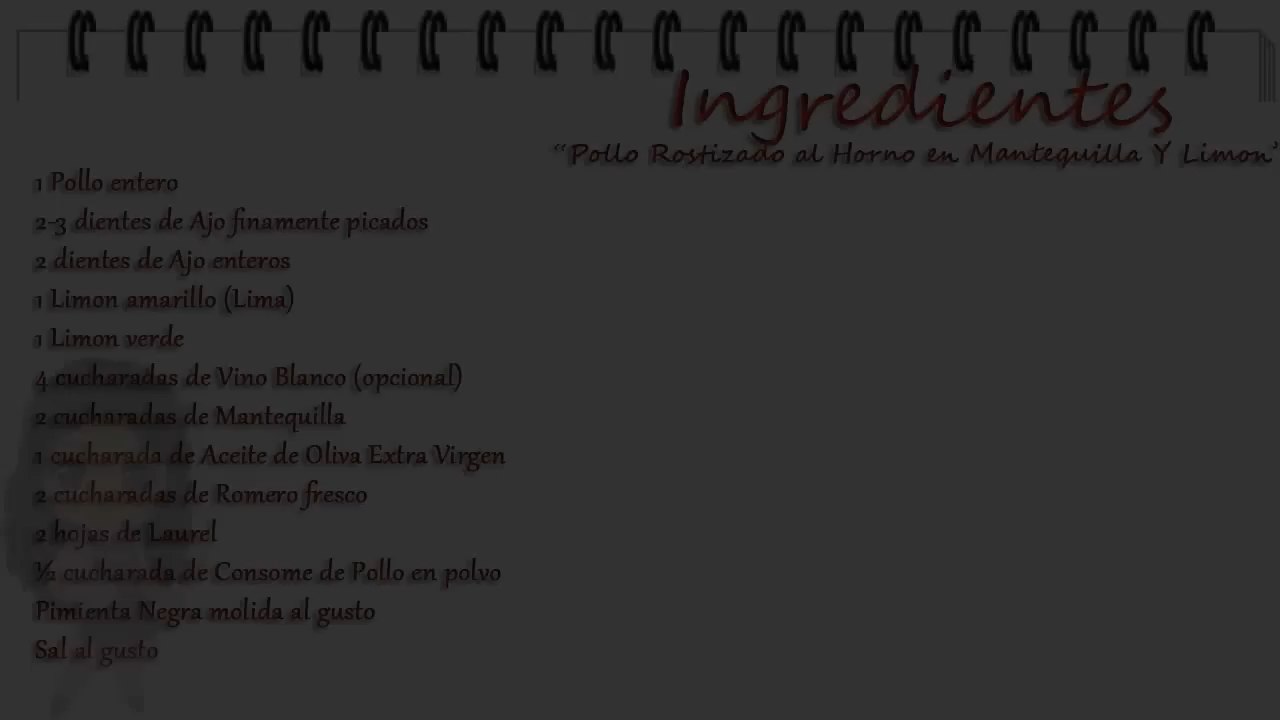 Ingredientes
“Pollo Rostizado al Horno en Mantequilla Y Limon"
1 Pollo entero
2-3 dientes de Ajo finamente picados
2 dientes de Ajo enteros
1 Limon amarillo (Lima)
1 Limon verde
4 cucharadas de Vino Blanco (opcional)
2 cucharadas de Mantequilla
1 cucharada de Aceite de Oliva Extra Virgen
2 cucharadas de Romero fresco
2 hojas de Laurel
½ cucharada de Consome de Pollo en polvo
Pimienta Negra molida al gusto
Sal al gusto